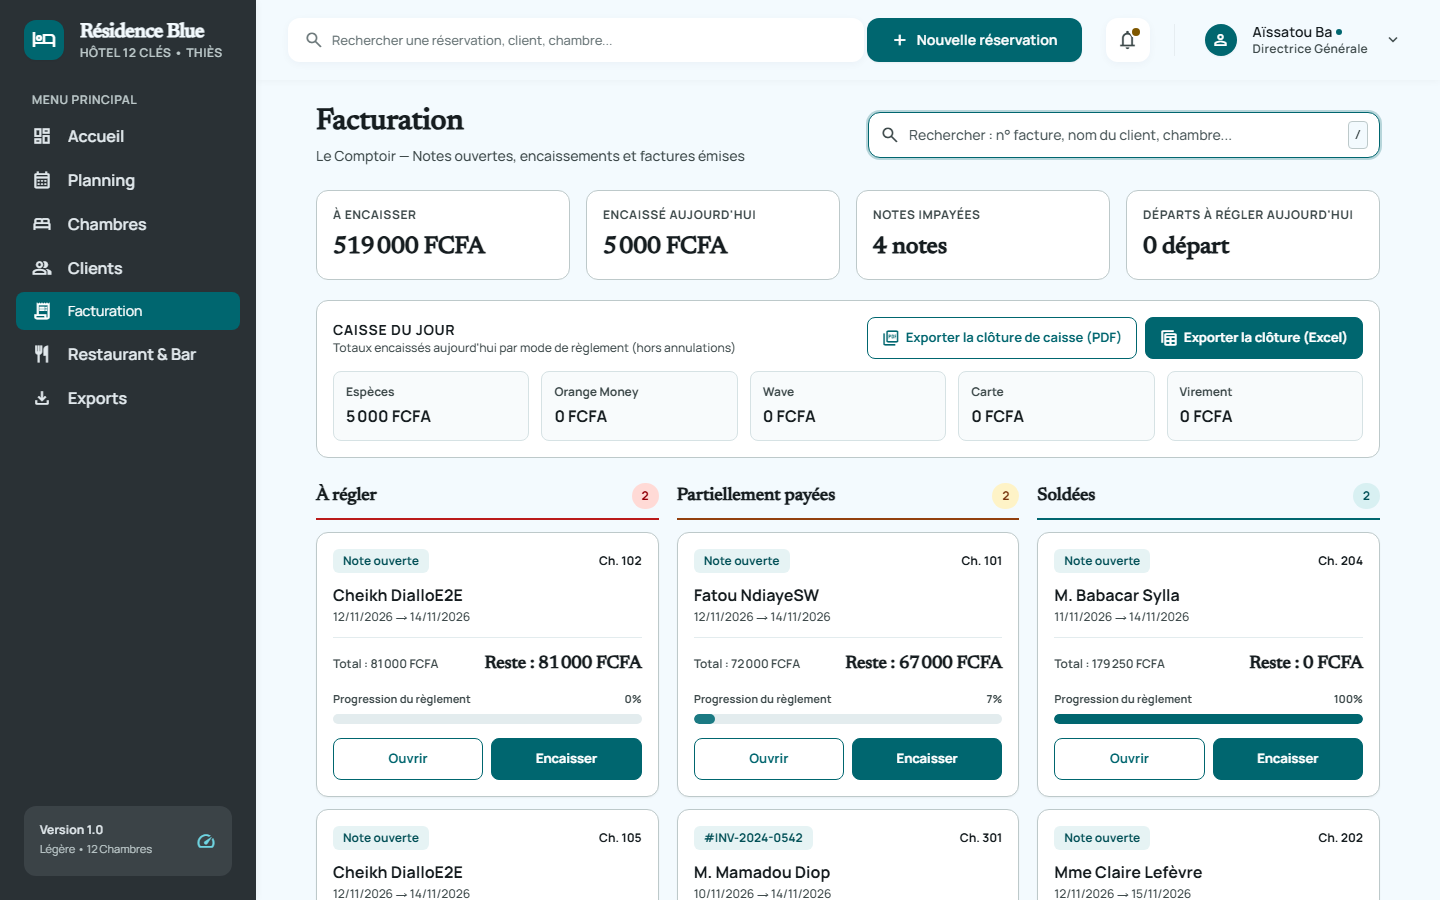 Résidence Blue
HÔTEL 12 CLÉS • THIÈS
MENU PRINCIPAL
Accueil
Planning
Chambres
Clients
Facturation
Restaurant & Bar
Exports
Version 1.0
Légère • 12 Chambres
Rechercher une réservation, client, chambre...
+ Nouvelle réservation
Aïssatou Ba
Directrice Générale
Facturation
Le Comptoir — Notes ouvertes, encaissements et factures émises
Rechercher : n° facture, nom du client, chambre...
/
À ENCAISSER
519 000 FCFA
ENCAISSÉ AUJOURD'HUI
5 000 FCFA
NOTES IMPAYÉES
4 notes
DÉPARTS À RÉGLER AUJOURD'HUI
0 départ
CAISSE DU JOUR
Totaux encaissés aujourd'hui par mode de règlement (hors annulations)
Exporter la clôture de caisse (PDF)
Exporter la clôture (Excel)
Espèces
5 000 FCFA
Orange Money
0 FCFA
Wave
0 FCFA
Carte
0 FCFA
Virement
0 FCFA
À régler
2
Note ouverte
Ch. 102
Cheikh DialloE2E
12/11/2026 → 14/11/2026
Total : 81 000 FCFA
Reste : 81 000 FCFA
Progression du règlement
0%
Ouvrir
Encaisser
Note ouverte
Ch. 105
Cheikh DialloE2E
12/11/2026 → 14/11/2026
Partiellement payées
2
Note ouverte
Ch. 101
Fatou NdiayeSW
12/11/2026 → 14/11/2026
Total : 72 000 FCFA
Reste : 67 000 FCFA
Progression du règlement
7%
Ouvrir
Encaisser
#INV-2024-0542
Ch. 301
M. Mamadou Diop
10/11/2026 → 14/11/2026
Soldées
2
Note ouverte
Ch. 204
M. Babacar Sylla
11/11/2026 → 14/11/2026
Total : 179 250 FCFA
Reste : 0 FCFA
Progression du règlement
100%
Ouvrir
Encaisser
Note ouverte
Ch. 202
Mme Claire Lefèvre
12/11/2026 → 15/11/2026